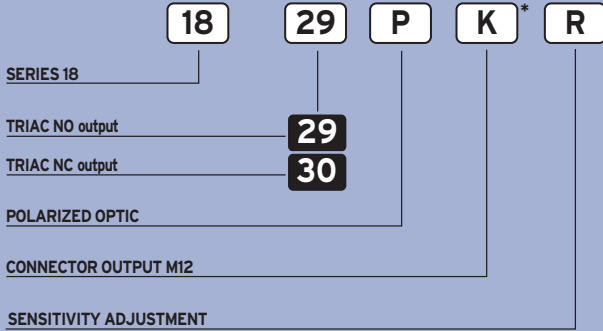 18 29 P K* R
SERIES 18
TRIAC NO output 29
TRIAC NC output 30
POLARIZED OPTIC
CONNECTOR OUTPUT M12
SENSITIVITY ADJUSTMENT